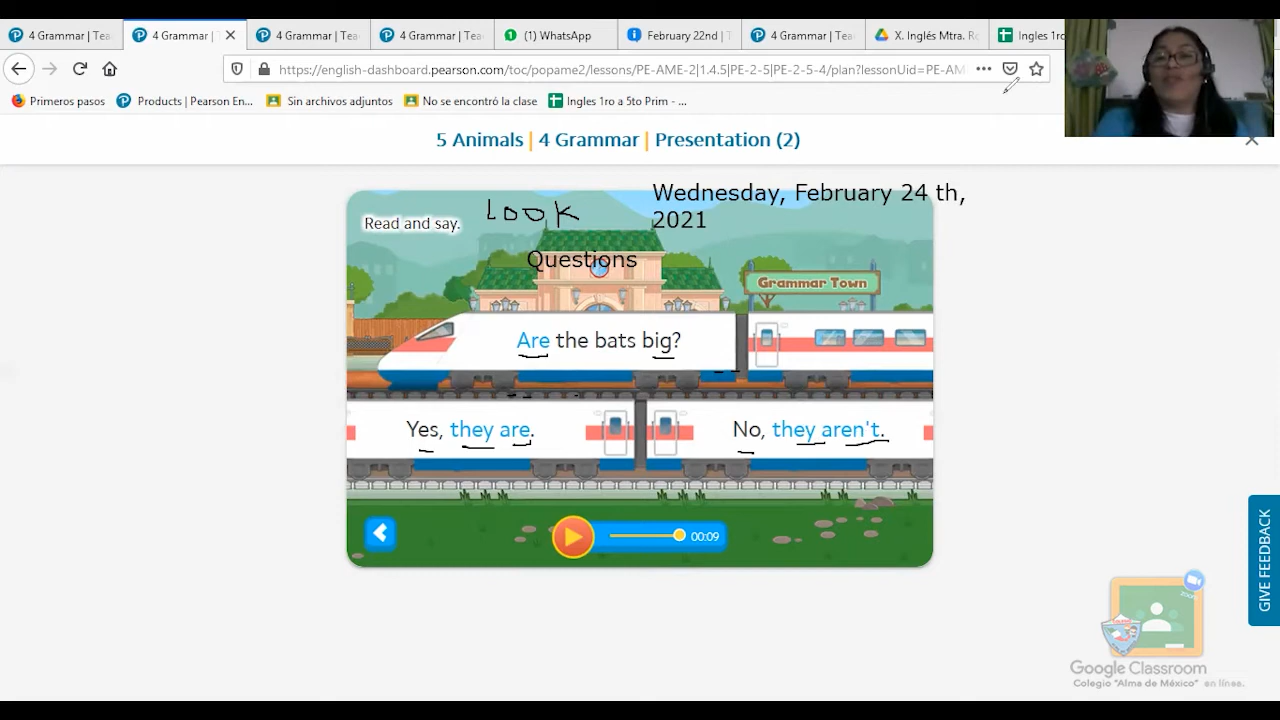 4 Grammar | Tea
4 Grammar | 
4 Grammar | Tea
4 Grammar | Tea
(1) WhatsApp
February 22nd | T
4 Grammar | Tea
X. Inglés Mtra. Ro
Ingles 1ro
https://english-dashboard.pearson.com/toc/popame2/lessons/PE-AME-2|1.4.5|PE-2-5|PE-2-5-4/plan?lessonUid=PE-AM
Primeros pasos
Products | Pearson En...
Sin archivos adjuntos
No se encontró la clase
Ingles 1ro a 5to Prim - ...
5 Animals | 4 Grammar | Presentation (2)
Wednesday, February 24 th,
2021
Read and say.
LOOK
Questions
Grammar Town
Are the bats big?
Yes, they are.
No, they aren't.
00:09
GIVE FEEDBACK
zoom
Google Classroom
Colegio "Alma de México" en línea.